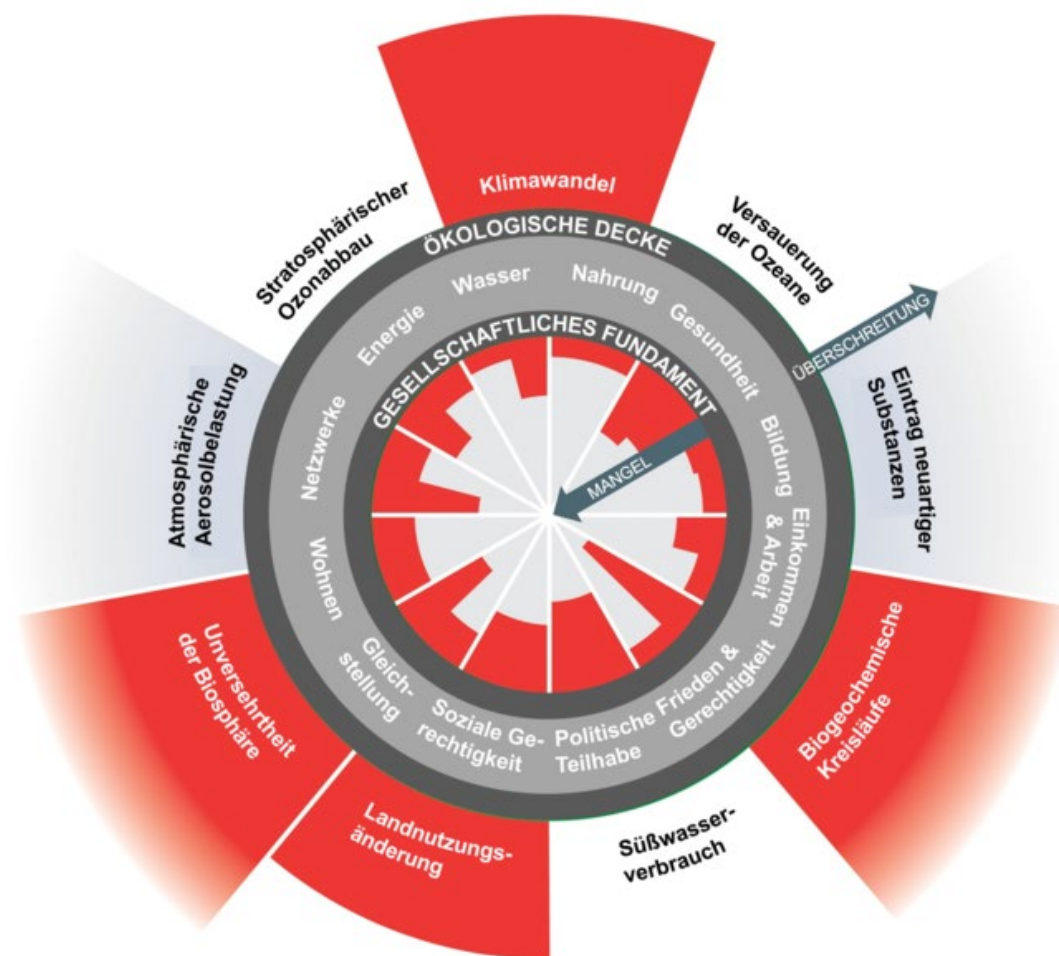 Klimawandel
ÖKOLOGISCHE DECKE
Stratosphärischer
Ozonabbau
Versauerung
der Ozeane
Wasser
Nahrung
Energie
Gesundheit
GESELLSCHAFTLICHES FUNDAMENT
ÜBERSCHREITUNG
MANGEL
Netzwerke
Bildung
Atmosphärische
Aerosolbelastung
Eintrag neuartiger
Substanzen
Wohnen
Einkommen
& Arbeit
Gleich-
stellung
Soziale Ge-
rechtigkeit
Politische
Teilhabe
Frieden &
Gerechtigkeit
Unversehrtheit
der Biosphäre
Biogeochemische
Kreisläufe
Landnutzungs-
änderung
Süßwasser-
verbrauch